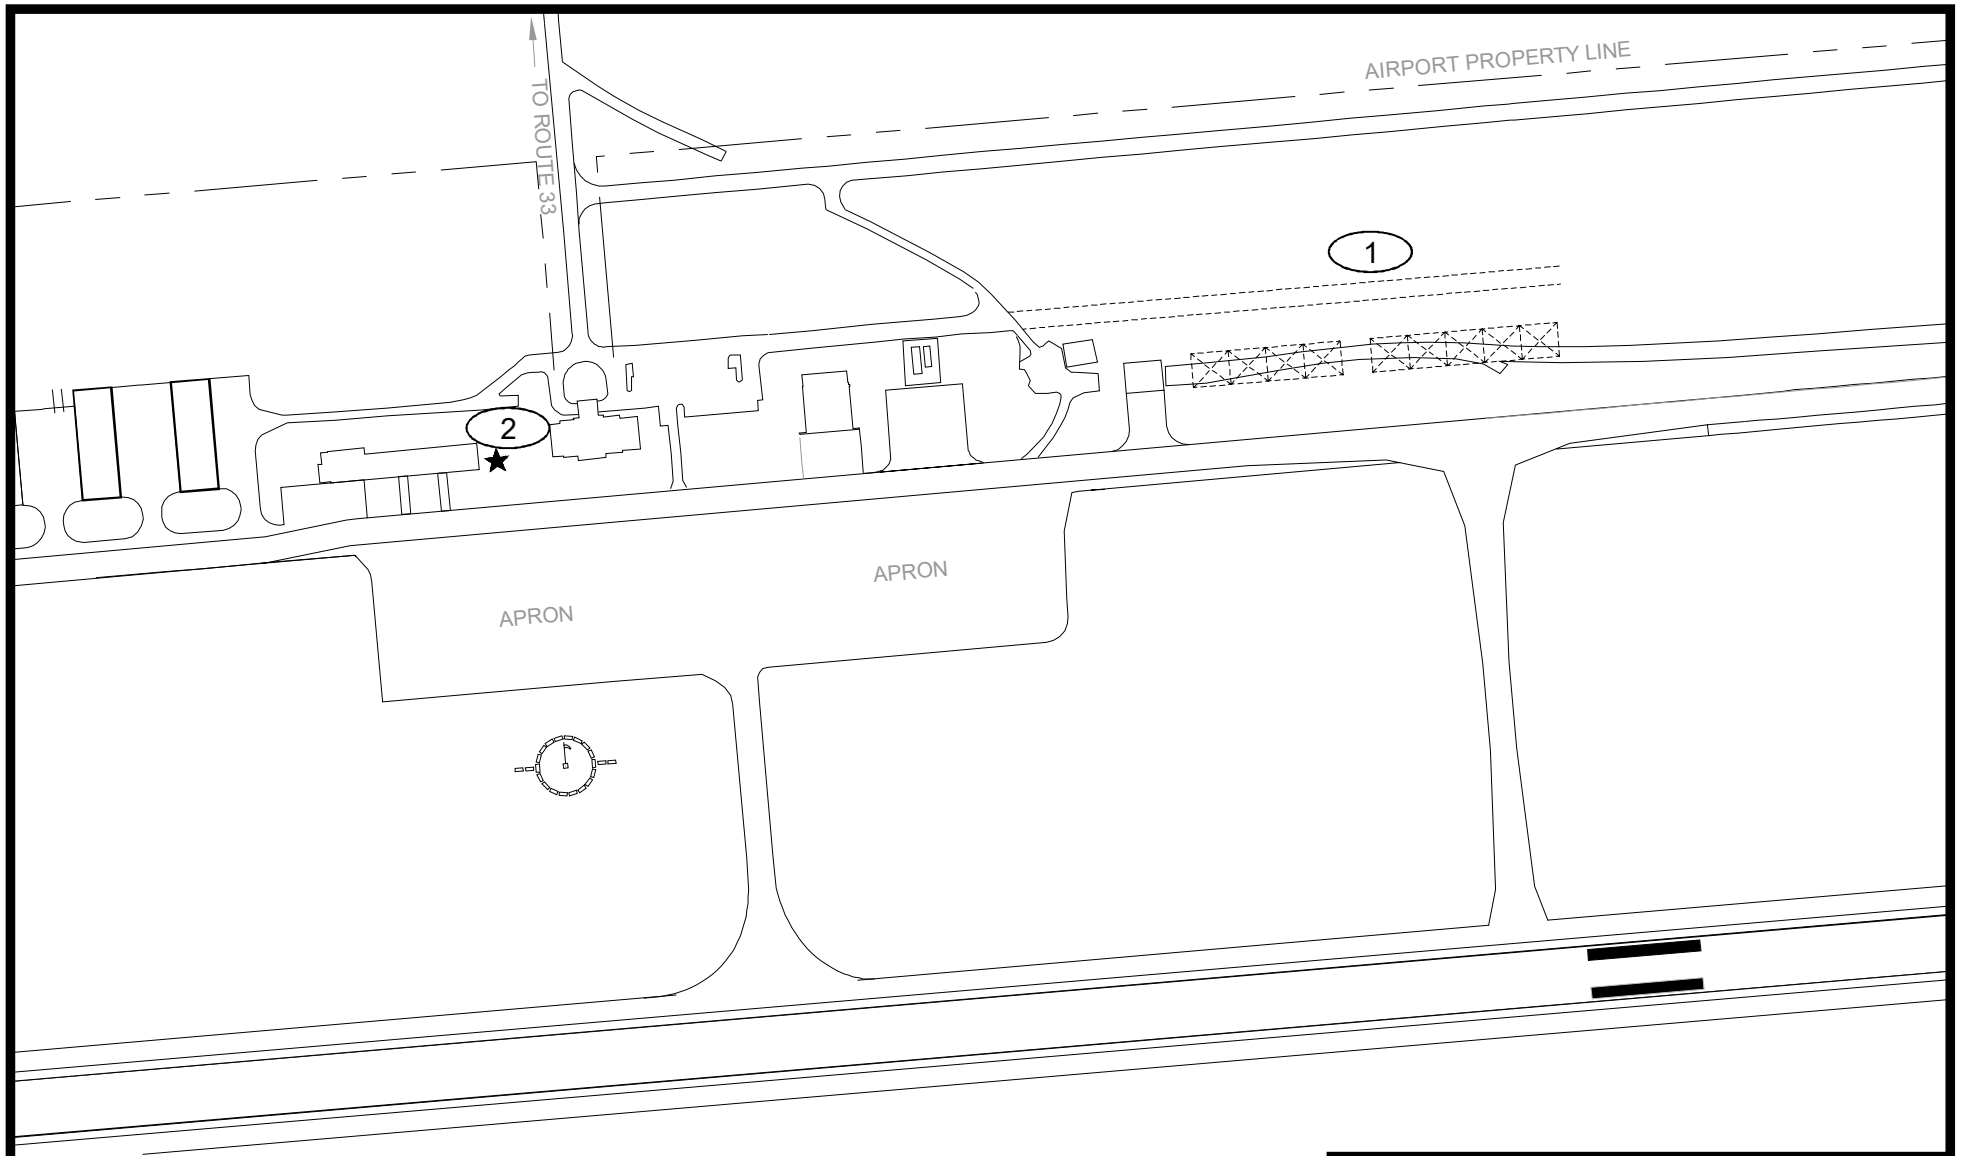 AIRPORT PROPERTY LINE
TO ROUTE 33
1
2
APRON
APRON